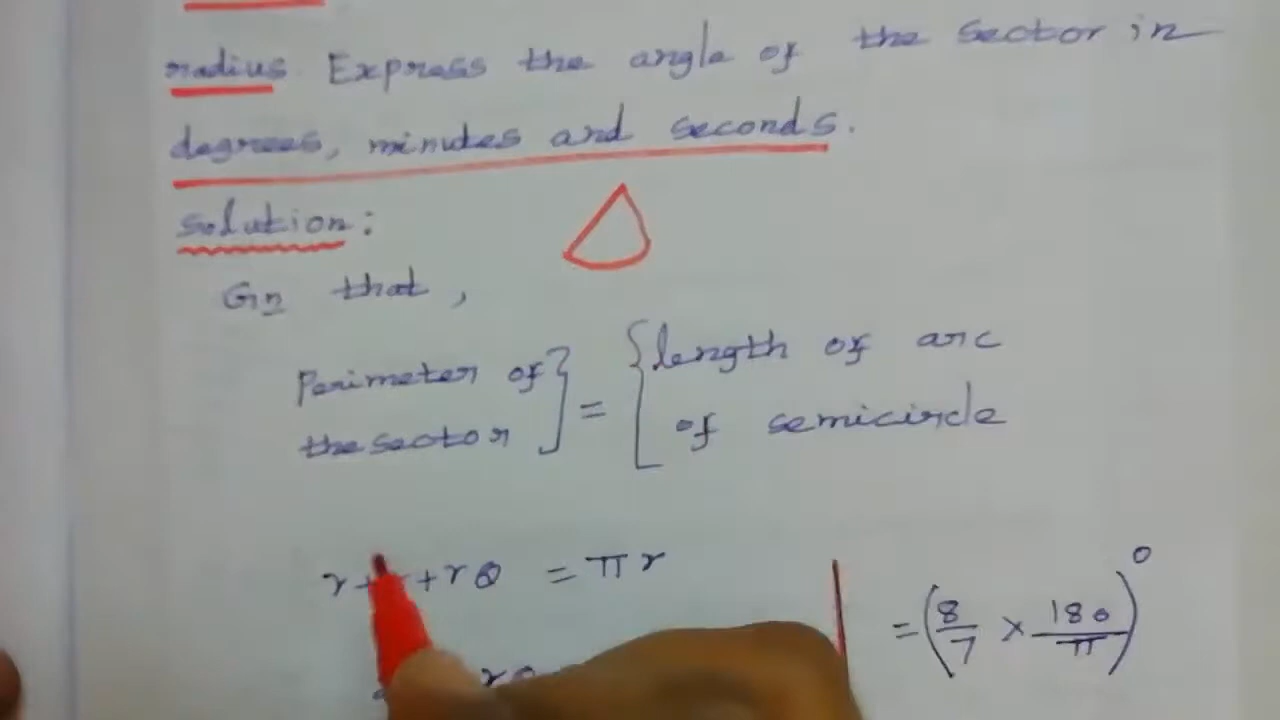 radius. Express the angle of the sector in
degrees, minutes and seconds.
solution:
Gn that,
Perimeter of the sector } = { length of arc of semicircle
r + r + rθ = πr
= (8/7 × 180/π)°
rθ